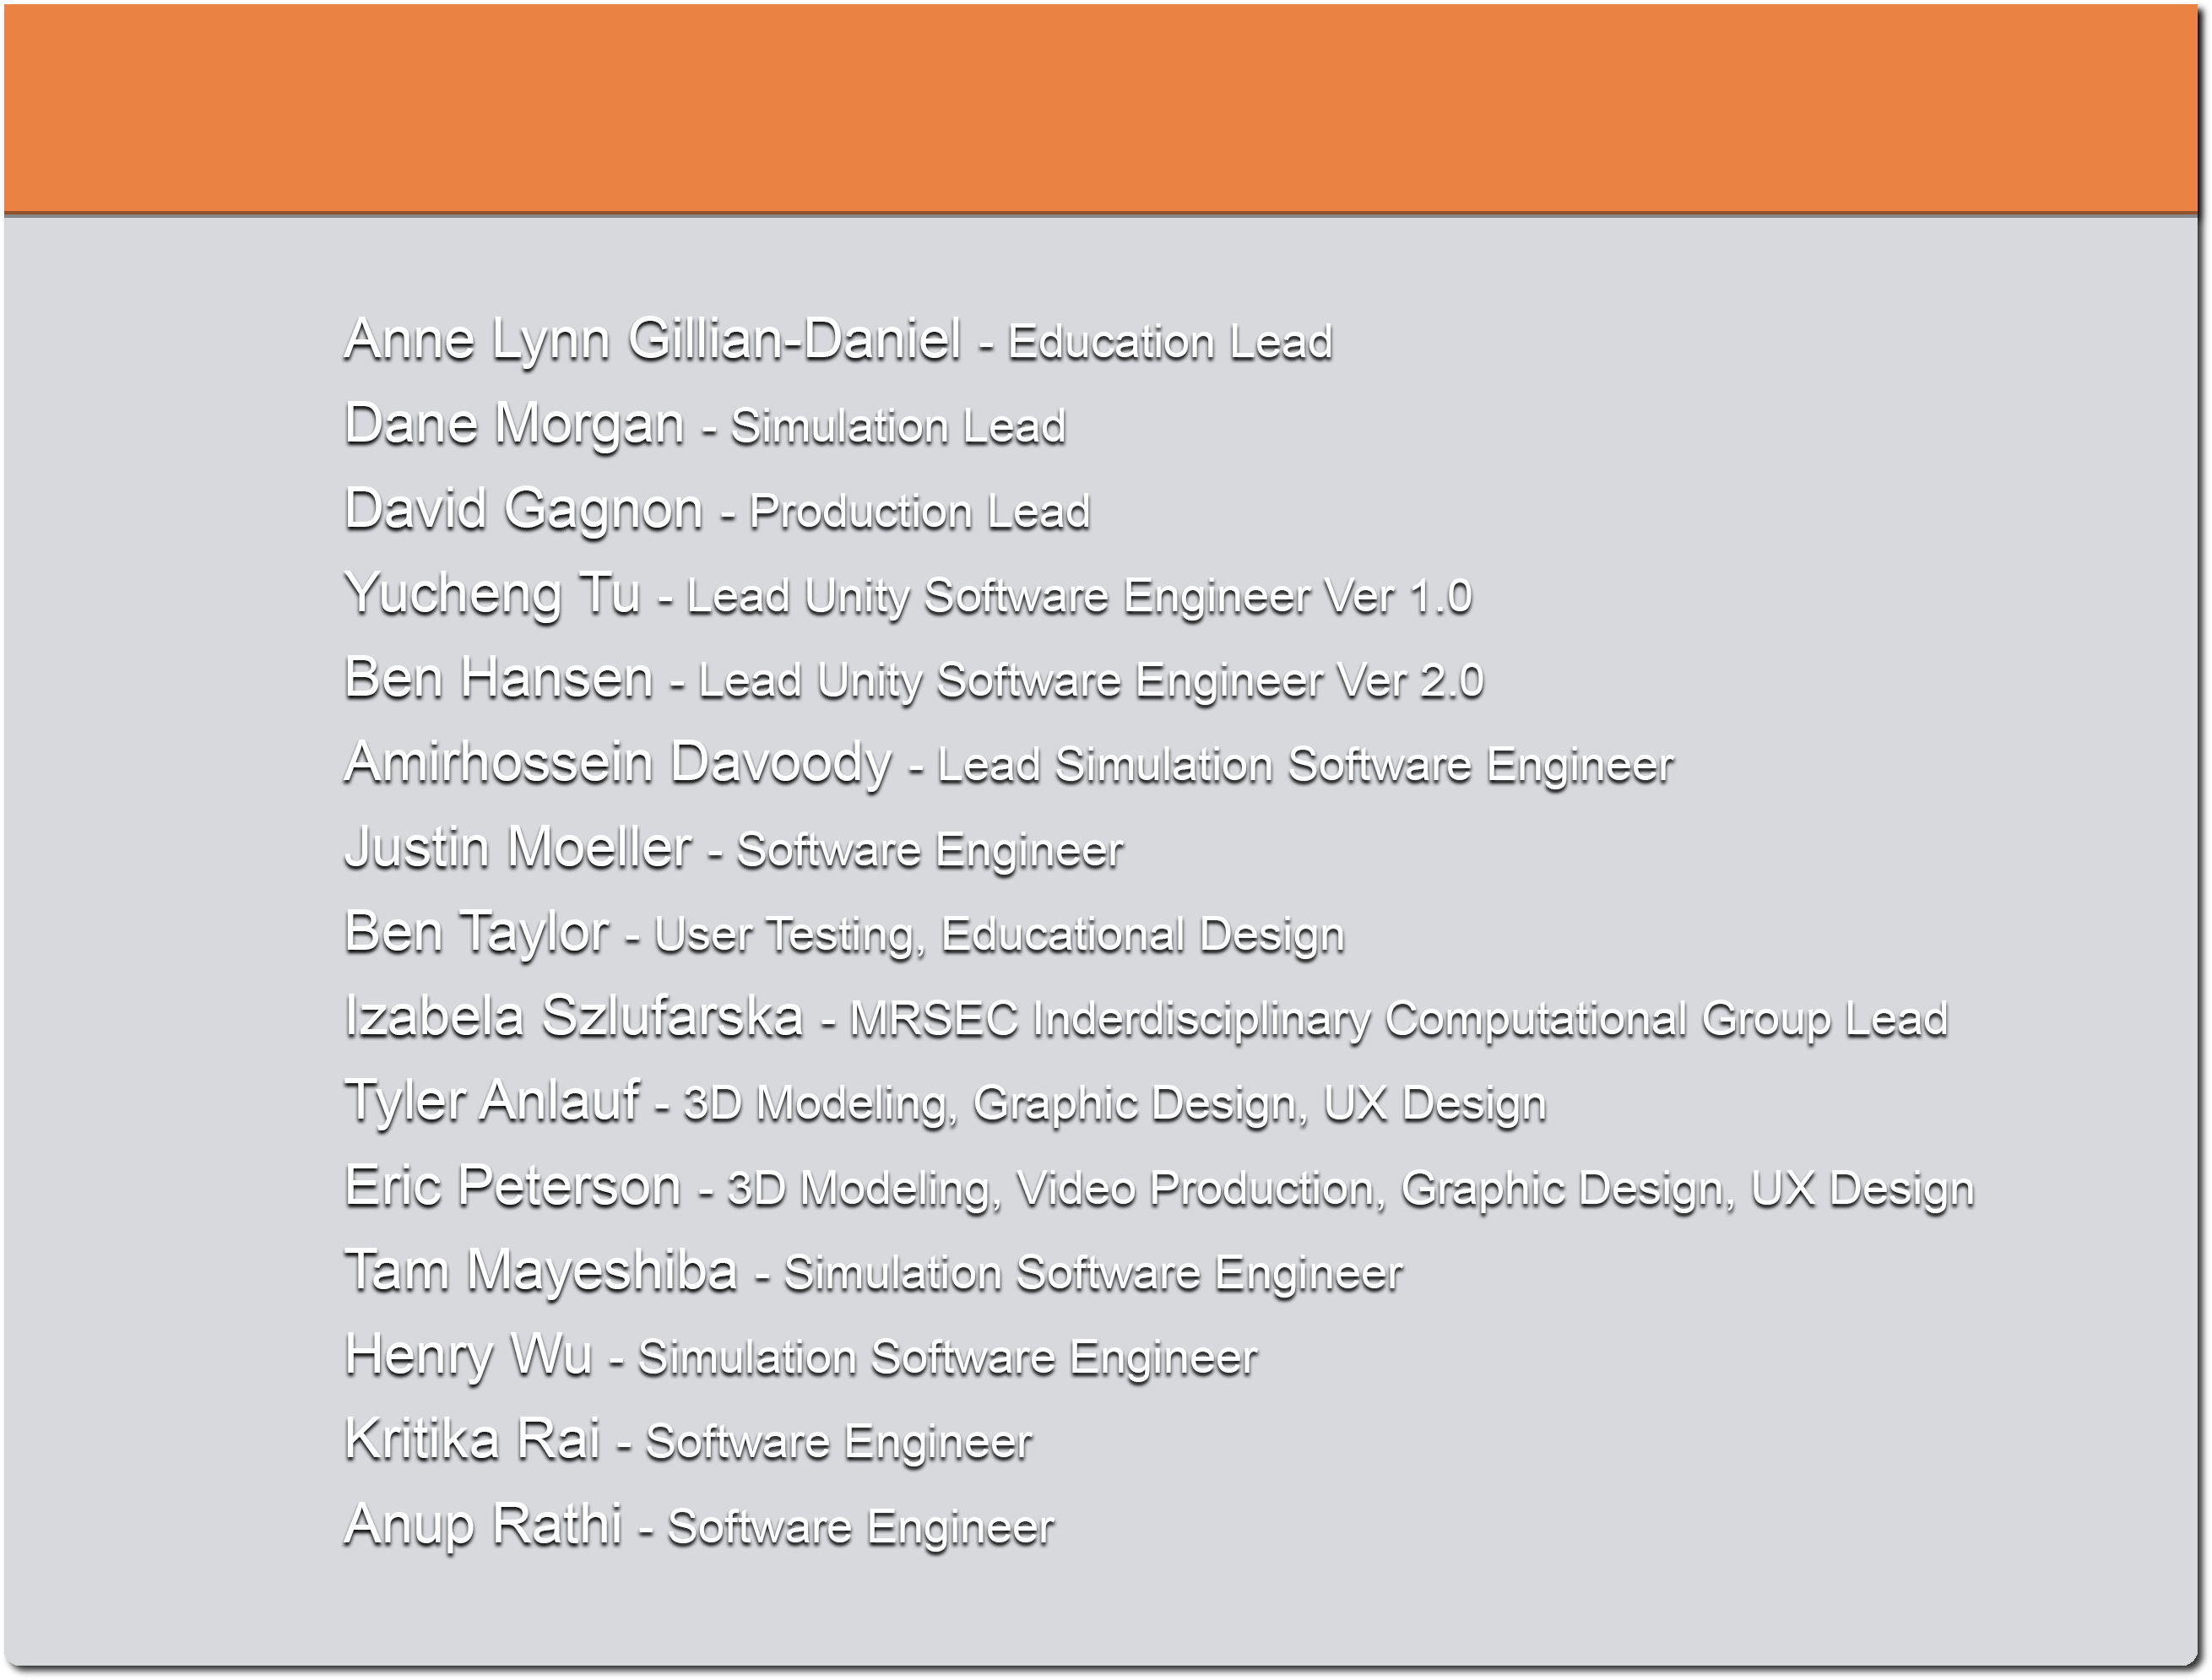 Anne Lynn Gillian-Daniel - Education Lead
Dane Morgan - Simulation Lead
David Gagnon - Production Lead
Yucheng Tu - Lead Unity Software Engineer Ver 1.0
Ben Hansen - Lead Unity Software Engineer Ver 2.0
Amirhossein Davoody - Lead Simulation Software Engineer
Justin Moeller - Software Engineer
Ben Taylor - User Testing, Educational Design
Izabela Szlufarska - MRSEC Inderdisciplinary Computational Group Lead
Tyler Anlauf - 3D Modeling, Graphic Design, UX Design
Eric Peterson - 3D Modeling, Video Production, Graphic Design, UX Design
Tam Mayeshiba - Simulation Software Engineer
Henry Wu - Simulation Software Engineer
Kritika Rai - Software Engineer
Anup Rathi - Software Engineer